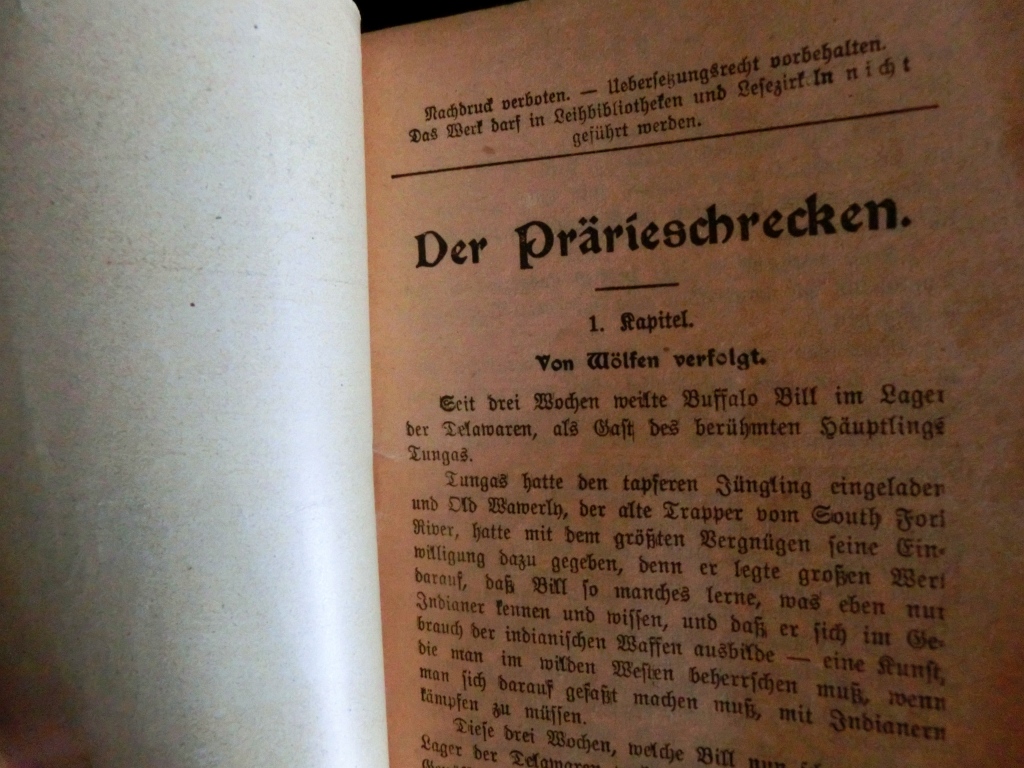 Nachdruck verboten. — Uebersetzungsrecht vorbehalten.
Das Werk darf in Leihbibliotheken und Lesezirkeln nicht
geführt werden.
Der Präríeschrecken.
1. Kapitel.
Von Wölfen verfolgt.
Seit drei Wochen weilte Buffalo Bill im Lager
der Delawaren, als Gast des berühmten Häuptlings
Tungas.
Tungas hatte den tapferen Jüngling eingeladen
und Old Wawerly, der alte Trapper vom South Fork
River, hatte mit dem größten Vergnügen seine Ein-
willigung dazu gegeben, denn er legte großen Wert
darauf, daß Bill so manches lerne, was eben nur
Indianer kennen und wissen, und daß er sich im Ge-
brauch der indianischen Waffen ausbilde — eine Kunst,
die man im wilden Westen beherrschen muß, wenn
man sich darauf gefaßt machen muß, mit Indianern
kämpfen zu müssen.
Diese drei Wochen, welche Bill nun
Lager der Delawaren